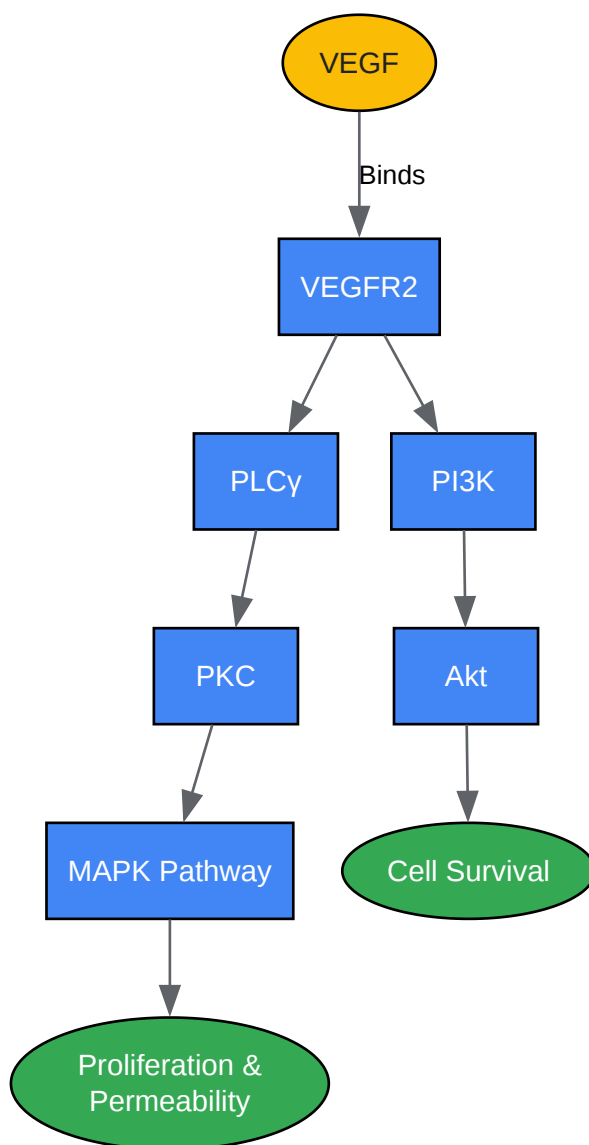 VEGF
Binds
VEGFR2
PLCγ
PI3K
PKC
Akt
MAPK Pathway
Cell Survival
Proliferation &
Permeability